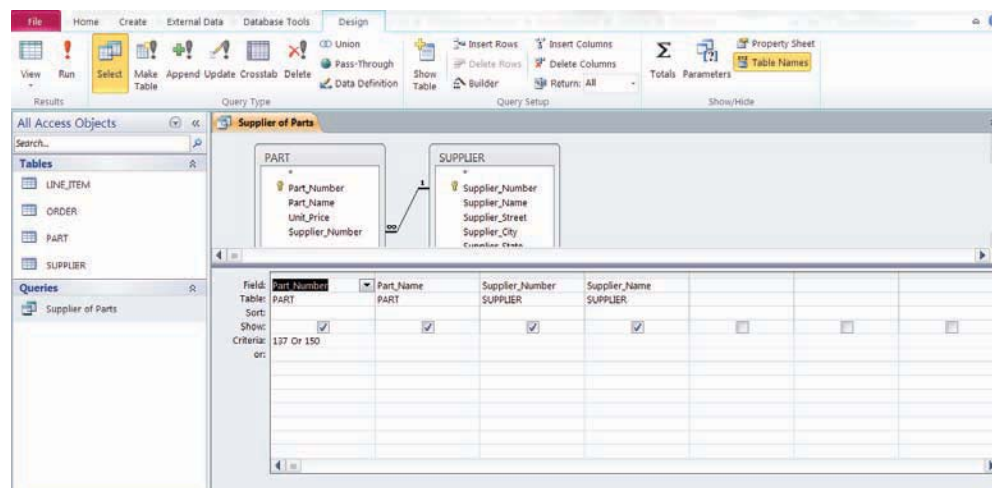 File Home Create External Data Database Tools Design
View Run Select Make Table Append Update Crosstab Delete
Union
Pass-Through
Data Definition
Show Table
Insert Rows
Delete Rows
Builder
Insert Columns
Delete Columns
Return: All
Totals Parameters
Property Sheet
Table Names
Results Query Type Query Setup Show/Hide
All Access Objects
Search...
Tables
LINE_ITEM
ORDER
PART
SUPPLIER
Queries
Supplier of Parts
Supplier of Parts
PART
*
Part_Number
Part_Name
Unit_Price
Supplier_Number
∞ 1
SUPPLIER
*
Supplier_Number
Supplier_Name
Supplier_Street
Supplier_City
Supplier_State
Field: Part_Number Part_Name Supplier_Number Supplier_Name
Table: PART PART SUPPLIER SUPPLIER
Sort:
Show:
Criteria: 137 Or 150
or: